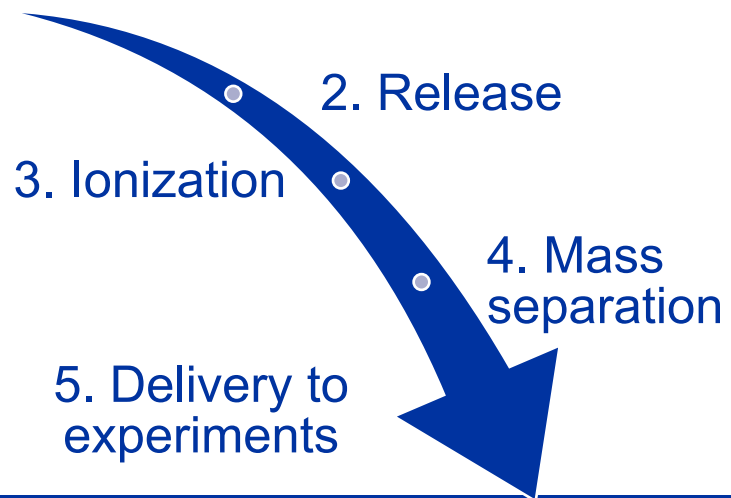 2. Release
3. Ionization
4. Mass
separation
5. Delivery to
experiments